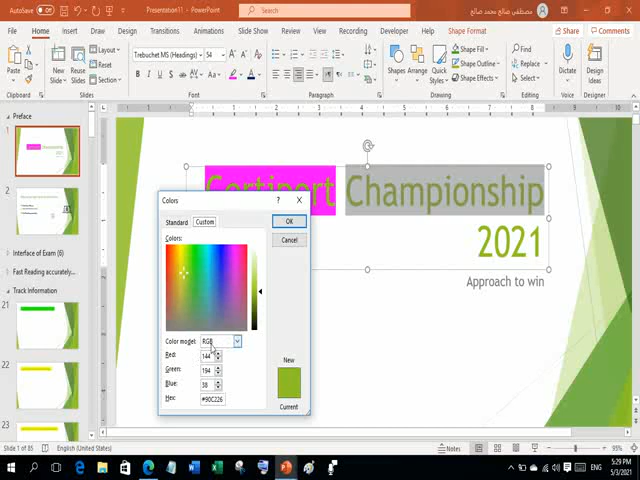 AutoSave Off
Presentation11 - PowerPoint
Search
مصطفي صالح محمد صالح
File Home Insert Draw Design Transitions Animations Slide Show Review View Developer Help Shape Format
Share Comments
Paste
New Slide
Reuse Slides
Layout
Reset
Section
Trebuchet MS (Headings) 54
Shapes Arrange Quick Styles
Shape Fill
Shape Outline
Shape Effects
Find
Replace
Select
Dictate
Design Ideas
Clipboard Slides Font Paragraph Drawing Editing Voice Designer
Preface
1
2
Interface of Exam (6)
Fast Reading accurately...
Track Information
21
22
23
Certiport Championship
2021
Approach to win
Colors
?
Standard Custom
OK
Cancel
Colors:
Color model: RGB
Red: 144
Green: 194
Blue: 38
Hex: #90C226
New
Current
Slide 1 of 85 English (United States)
Notes
95%
ENG
5:29 PM
5/3/2021